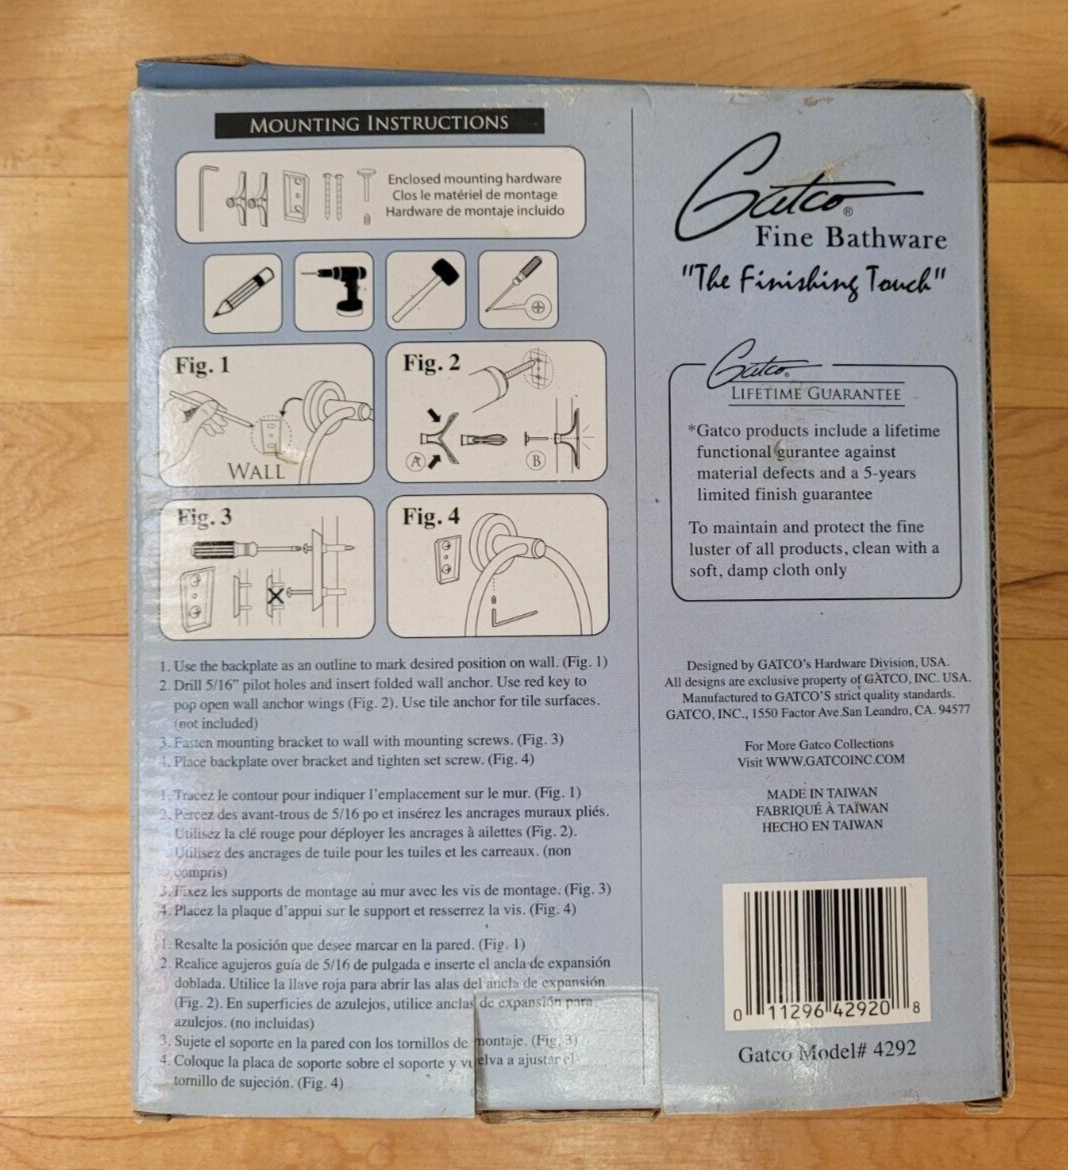 MOUNTING INSTRUCTIONS
Enclosed mounting hardware
Clos le matériel de montage
Hardware de montaje incluido
Fig. 1
WALL
Fig. 2
A
B
Fig. 3
Fig. 4
1. Use the backplate as an outline to mark desired position on wall. (Fig. 1)
2. Drill 5/16" pilot holes and insert folded wall anchor. Use red key to
pop open wall anchor wings (Fig. 2). Use tile anchor for tile surfaces.
(not included)
3. Fasten mounting bracket to wall with mounting screws. (Fig. 3)
4. Place backplate over bracket and tighten set screw. (Fig. 4)
1. Tracez le contour pour indiquer l'emplacement sur le mur. (Fig. 1)
2. Percez des avant-trous de 5/16 po et insérez les ancrages muraux pliés.
Utilisez la clé rouge pour déployer les ancrages à ailettes (Fig. 2).
Utilisez des ancrages de tuile pour les tuiles et les carreaux. (non
compris)
3. Fixez les supports de montage au mur avec les vis de montage. (Fig. 3)
4. Placez la plaque d'appui sur le support et resserrez la vis. (Fig. 4)
1. Resalte la posición que desee marcar en la pared. (Fig. 1)
2. Realice agujeros guía de 5/16 de pulgada e inserte el ancla de expansión
doblada. Utilice la llave roja para abrir las alas del ancla de expansión
(Fig. 2). En superficies de azulejos, utilice anclas de expansión para
azulejos. (no incluidas)
3. Sujete el soporte en la pared con los tornillos de montaje. (Fig. 3)
4. Coloque la placa de soporte sobre el soporte y vuelva a ajustar el
tornillo de sujeción. (Fig. 4)
Gatco®
Fine Bathware
"The Finishing Touch"
Gatco®
LIFETIME GUARANTEE
*Gatco products include a lifetime
functional gurantee against
material defects and a 5-years
limited finish guarantee
To maintain and protect the fine
luster of all products, clean with a
soft, damp cloth only
Designed by GATCO's Hardware Division, USA.
All designs are exclusive property of GATCO, INC. USA.
Manufactured to GATCO'S strict quality standards.
GATCO, INC., 1550 Factor Ave.San Leandro, CA. 94577
For More Gatco Collections
Visit WWW.GATCOINC.COM
MADE IN TAIWAN
FABRIQUÉ À TAÏWAN
HECHO EN TAIWAN
0 11296 42920 8
Gatco Model# 4292